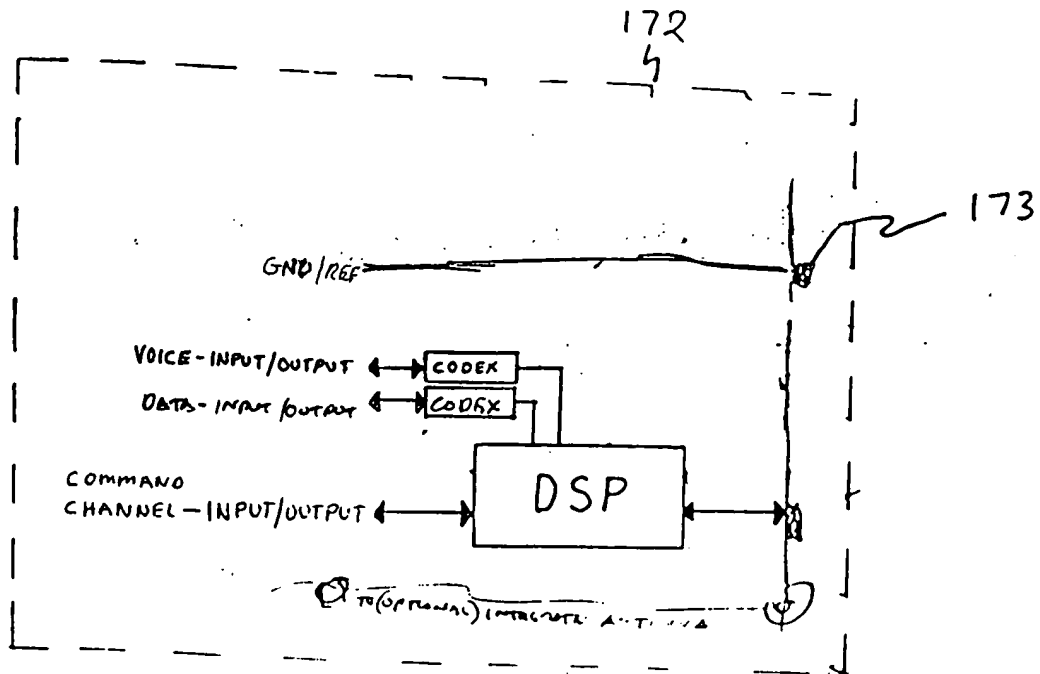 172
173
GND/REF
VOICE-INPUT/OUTPUT
CODEX
DATA-INPUT/OUTPUT
CODEX
COMMAND
CHANNEL-INPUT/OUTPUT
DSP
TO (OPTIONAL)